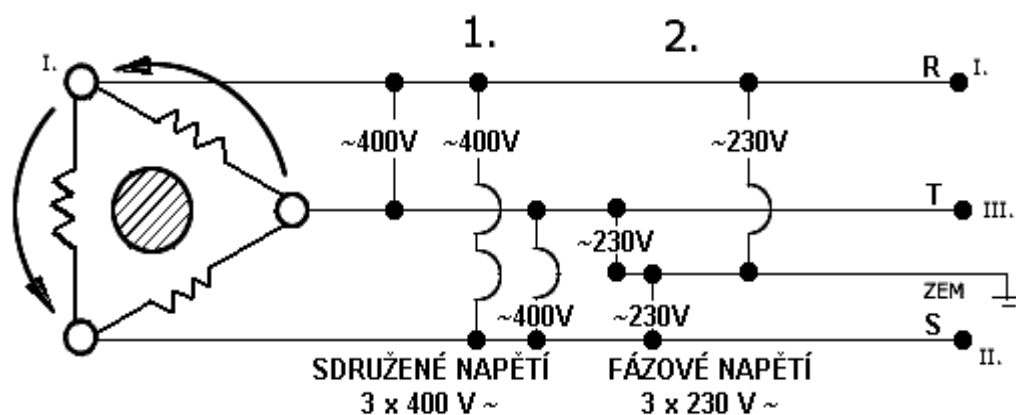 1. 2.
I. R I.
~400V ~400V ~230V
T III.
~230V
ZEM
~400V ~230V S
II.
SDRUŽENÉ NAPĚTÍ FÁZOVÉ NAPĚTÍ
3 x 400 V ~ 3 x 230 V ~